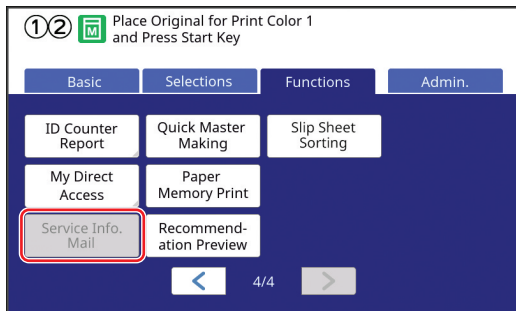 ①② M Place Original for Print Color 1
and Press Start Key
Basic Selections Functions Admin.
ID Counter
Report
Quick Master
Making
Slip Sheet
Sorting
My Direct
Access
Paper
Memory Print
Service Info.
Mail
Recommend-
ation Preview
< 4/4 >